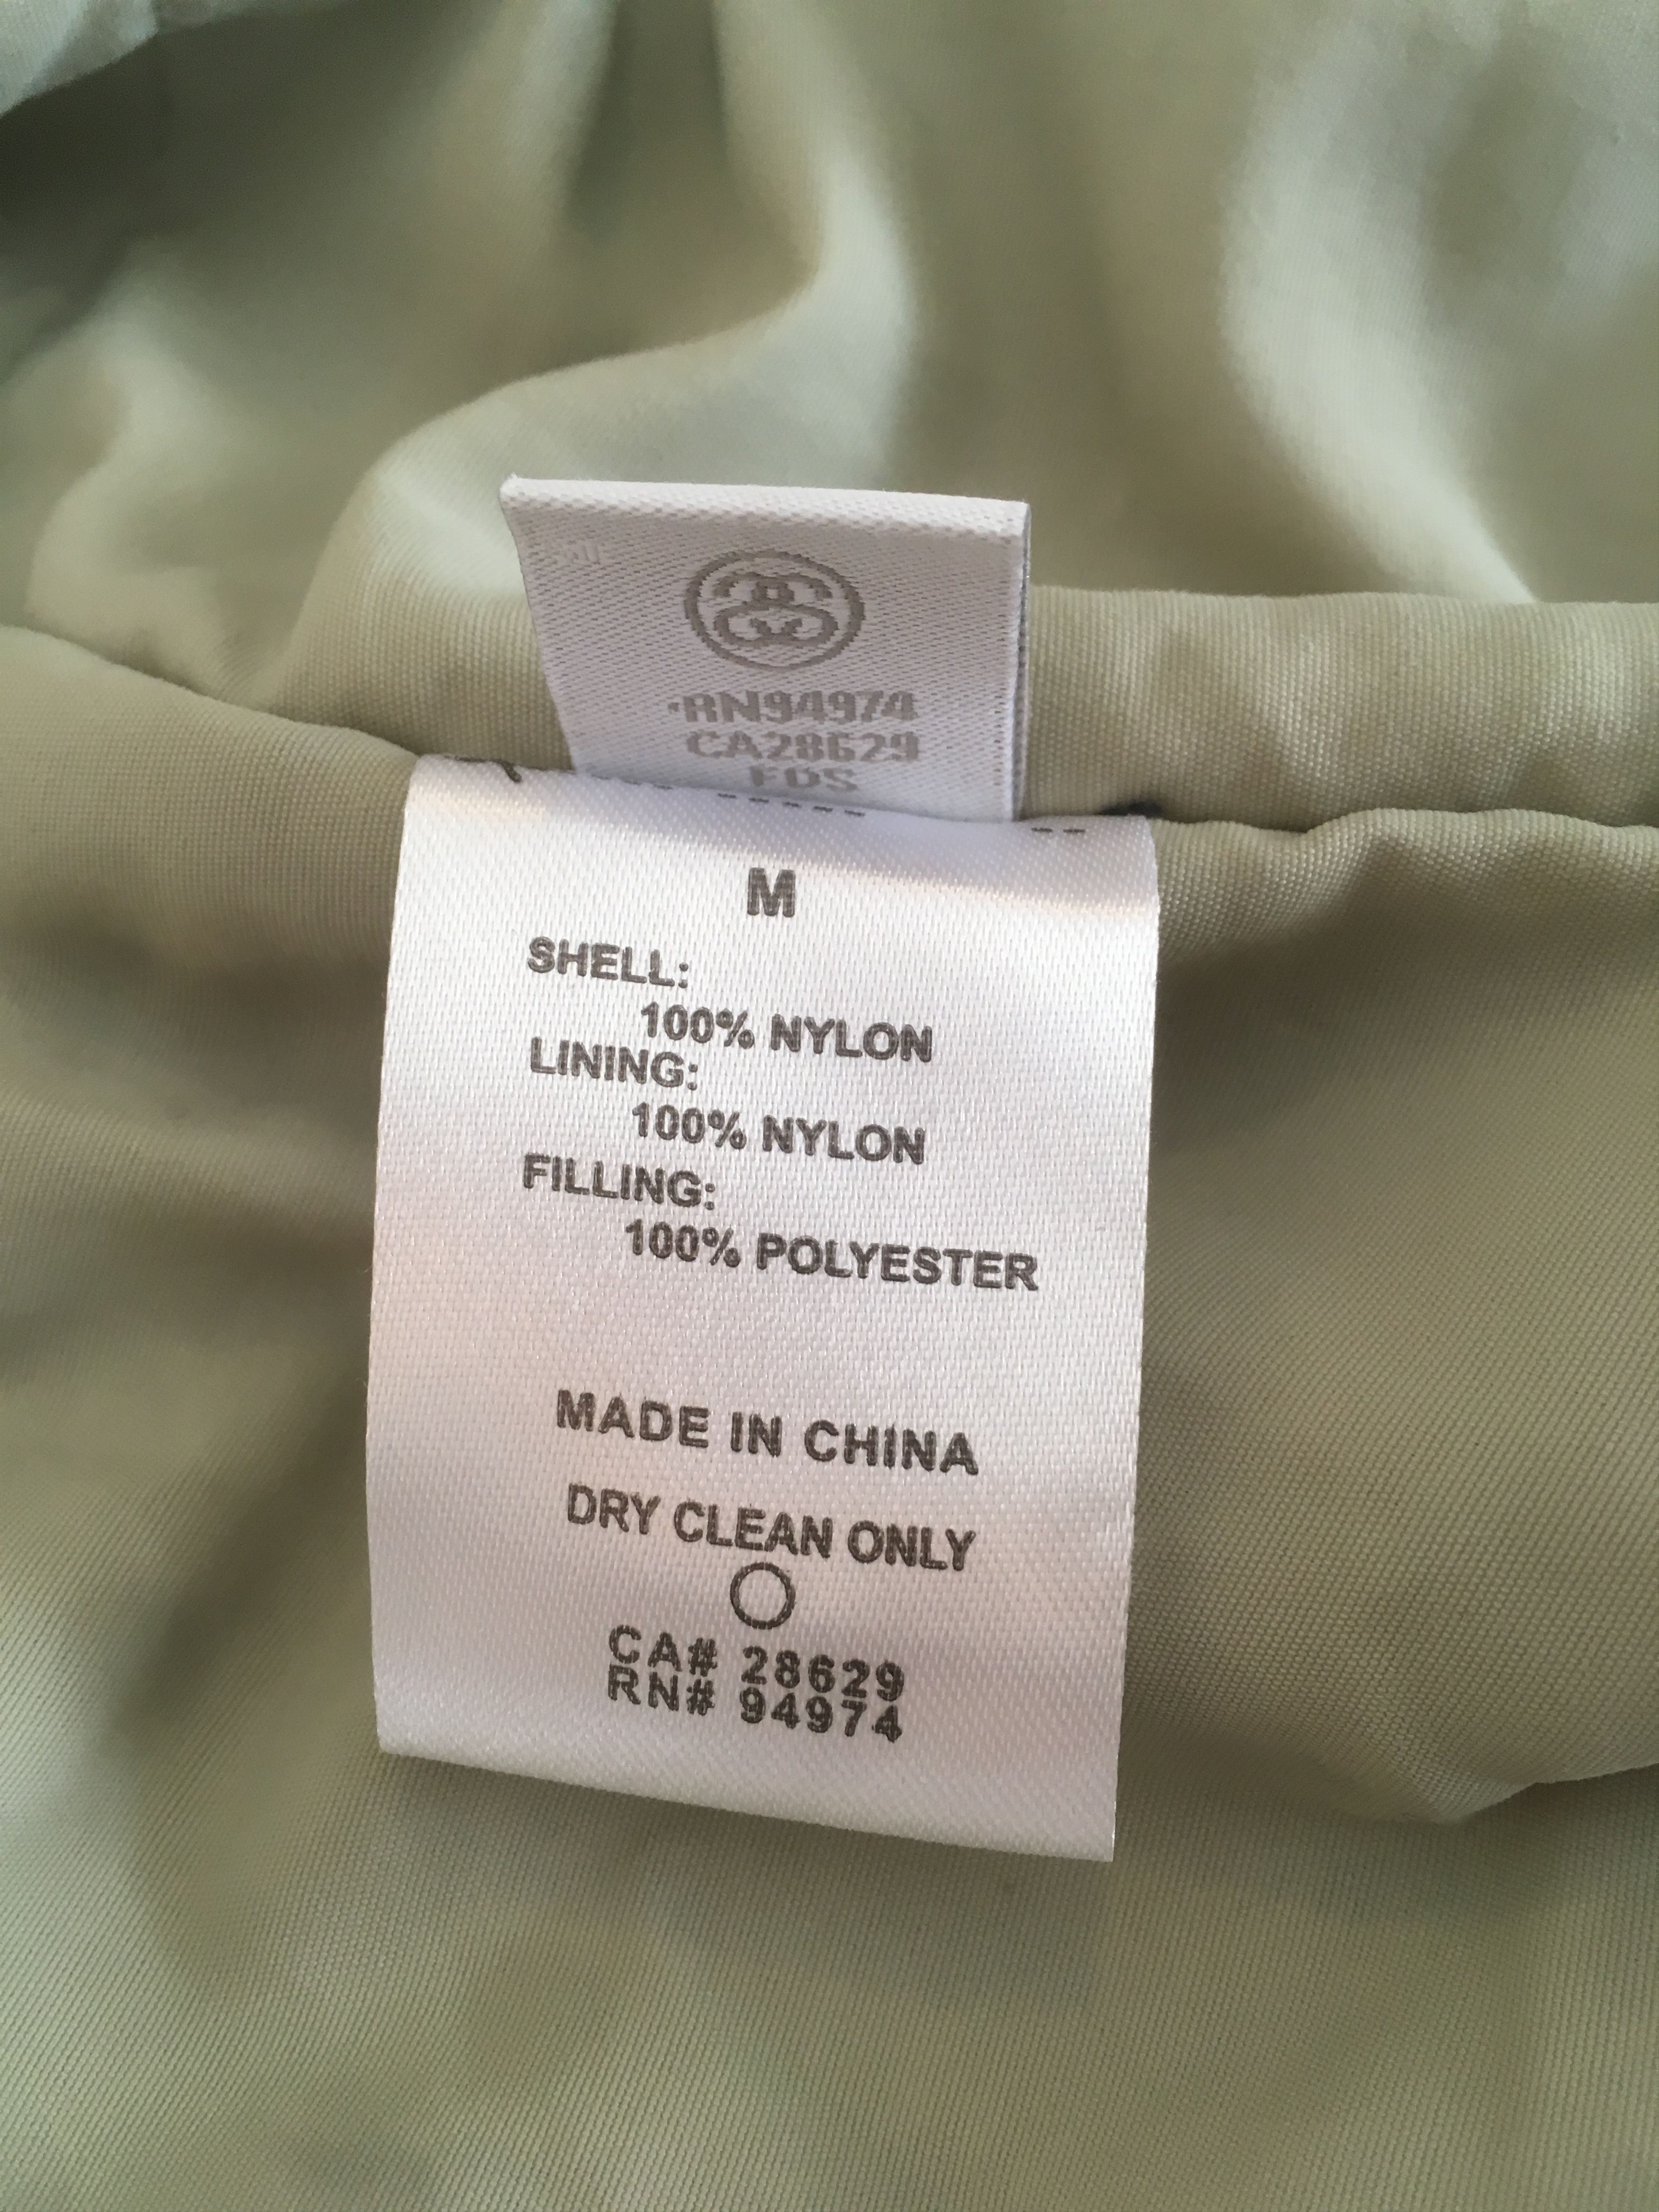 RN94974
CA28629
FDS
M
SHELL:
100% NYLON
LINING:
100% NYLON
FILLING:
100% POLYESTER
MADE IN CHINA
DRY CLEAN ONLY
CA# 28629
RN# 94974